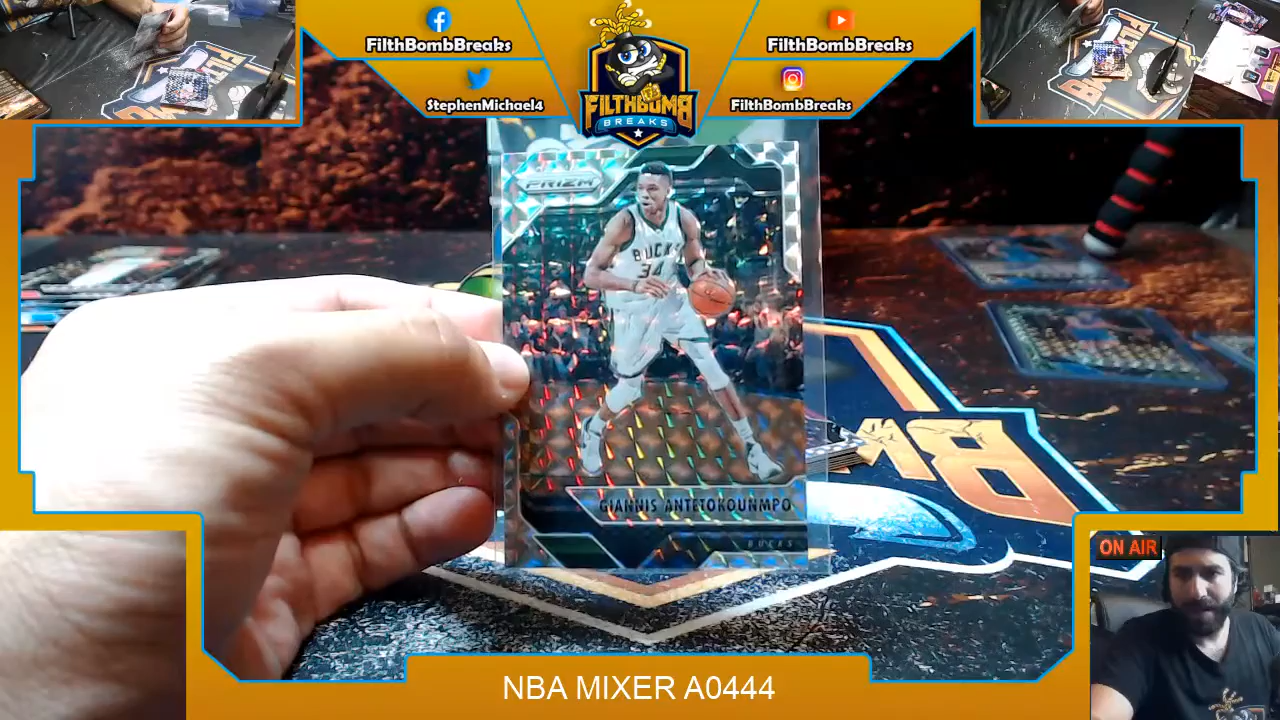 FilthBombBreaks
FilthBombBreaks
StephenMichael4
FilthBombBreaks
FILTHBOMB
BREAKS
PRIZM
BUCKS
34
GIANNIS ANTETOKOUNMPO
BUCKS
ON AIR
NBA MIXER A0444